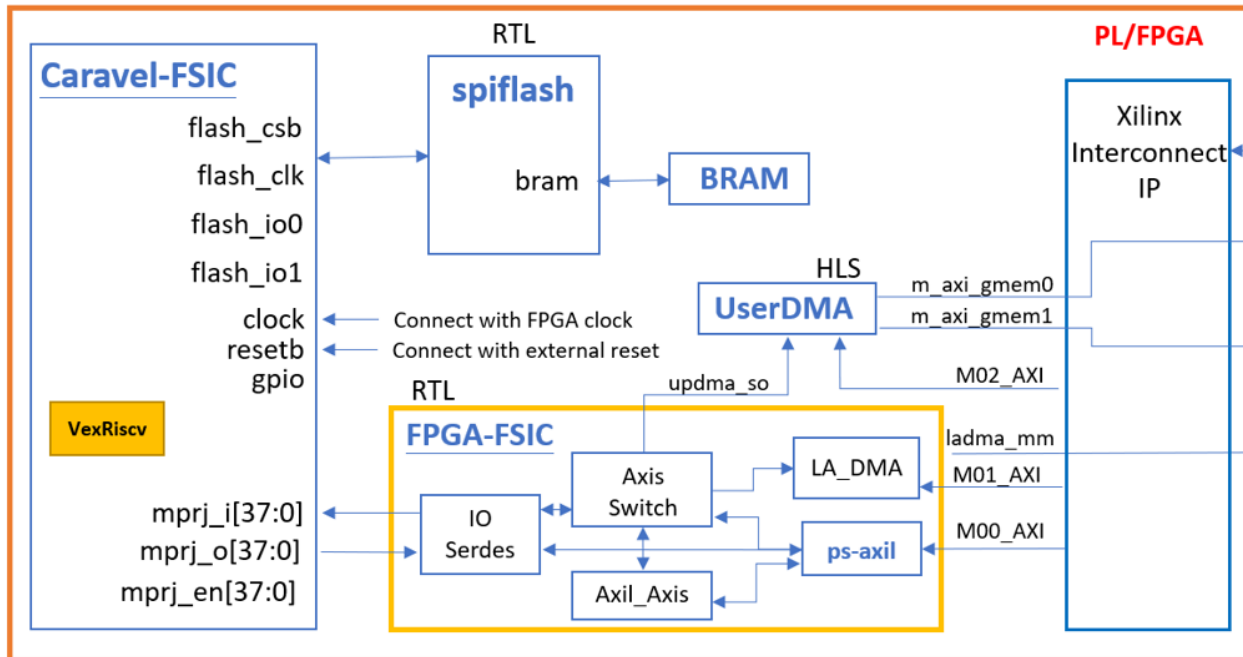 RTL
PL/FPGA
Caravel-FSIC
flash_csb
flash_clk
flash_io0
flash_io1
clock
resetb
gpio
VexRiscv
mprj_i[37:0]
mprj_o[37:0]
mprj_en[37:0]
spiflash
bram
BRAM
Connect with FPGA clock
Connect with external reset
HLS
UserDMA
m_axi_gmem0
m_axi_gmem1
M02_AXI
updma_so
RTL
FPGA-FSIC
IO
Serdes
Axis
Switch
Axil_Axis
LA_DMA
ps-axil
ladma_mm
M01_AXI
M00_AXI
Xilinx
Interconnect
IP